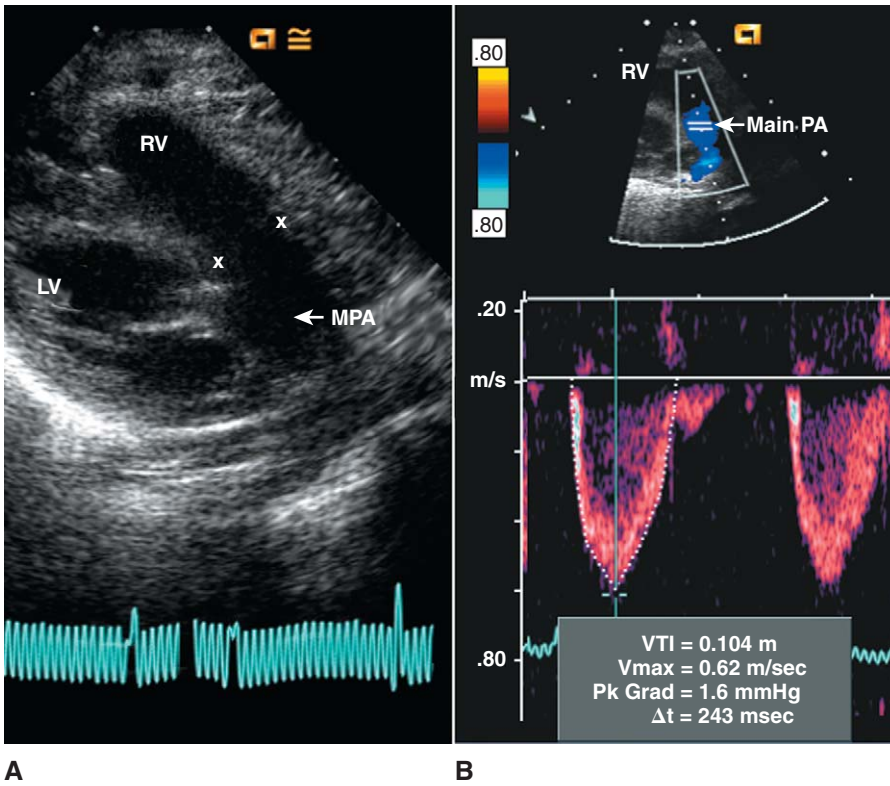 RV
x
x
LV
MPA
A
.80
.80
RV
Main PA
.20
m/s
.80
VTI = 0.104 m
Vmax = 0.62 m/sec
Pk Grad = 1.6 mmHg
Δt = 243 msec
B